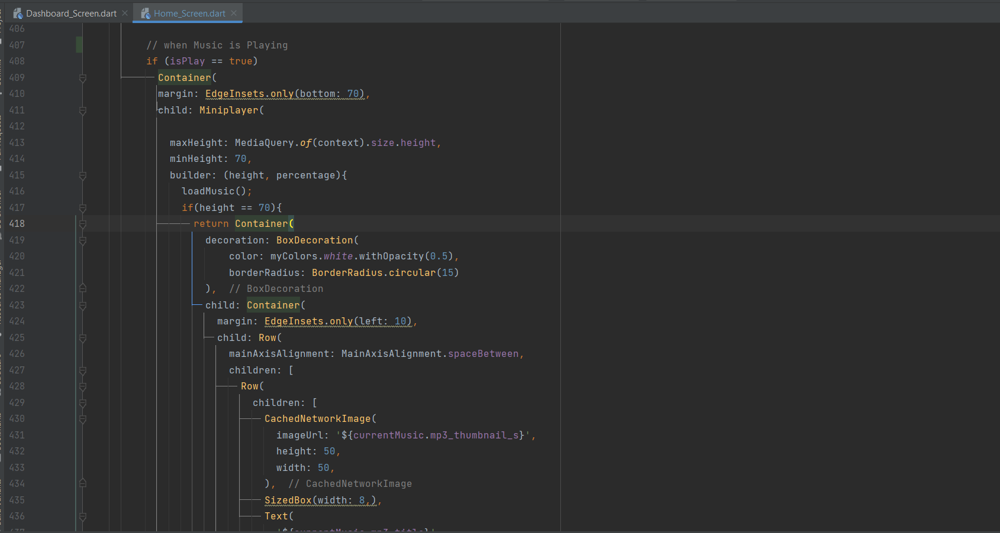 Dashboard_Screen.dart Home_Screen.dart
406
407 // when Music is Playing
408 if (isPlay == true)
409 Container(
410 margin: EdgeInsets.only(bottom: 70),
411 child: Miniplayer(
412
413 maxHeight: MediaQuery.of(context).size.height,
414 minHeight: 70,
415 builder: (height, percentage){
416 loadMusic();
417 if(height == 70){
418 return Container(
419 decoration: BoxDecoration(
420 color: myColors.white.withOpacity(0.5),
421 borderRadius: BorderRadius.circular(15)
422 ), // BoxDecoration
423 child: Container(
424 margin: EdgeInsets.only(left: 10),
425 child: Row(
426 mainAxisAlignment: MainAxisAlignment.spaceBetween,
427 children: [
428 Row(
429 children: [
430 CachedNetworkImage(
431 imageUrl: '${currentMusic.mp3_thumbnail_s}',
432 height: 50,
433 width: 50,
434 ), // CachedNetworkImage
435 SizedBox(width: 8,),
436 Text(
437 '${currentMusic.mp3_title}'